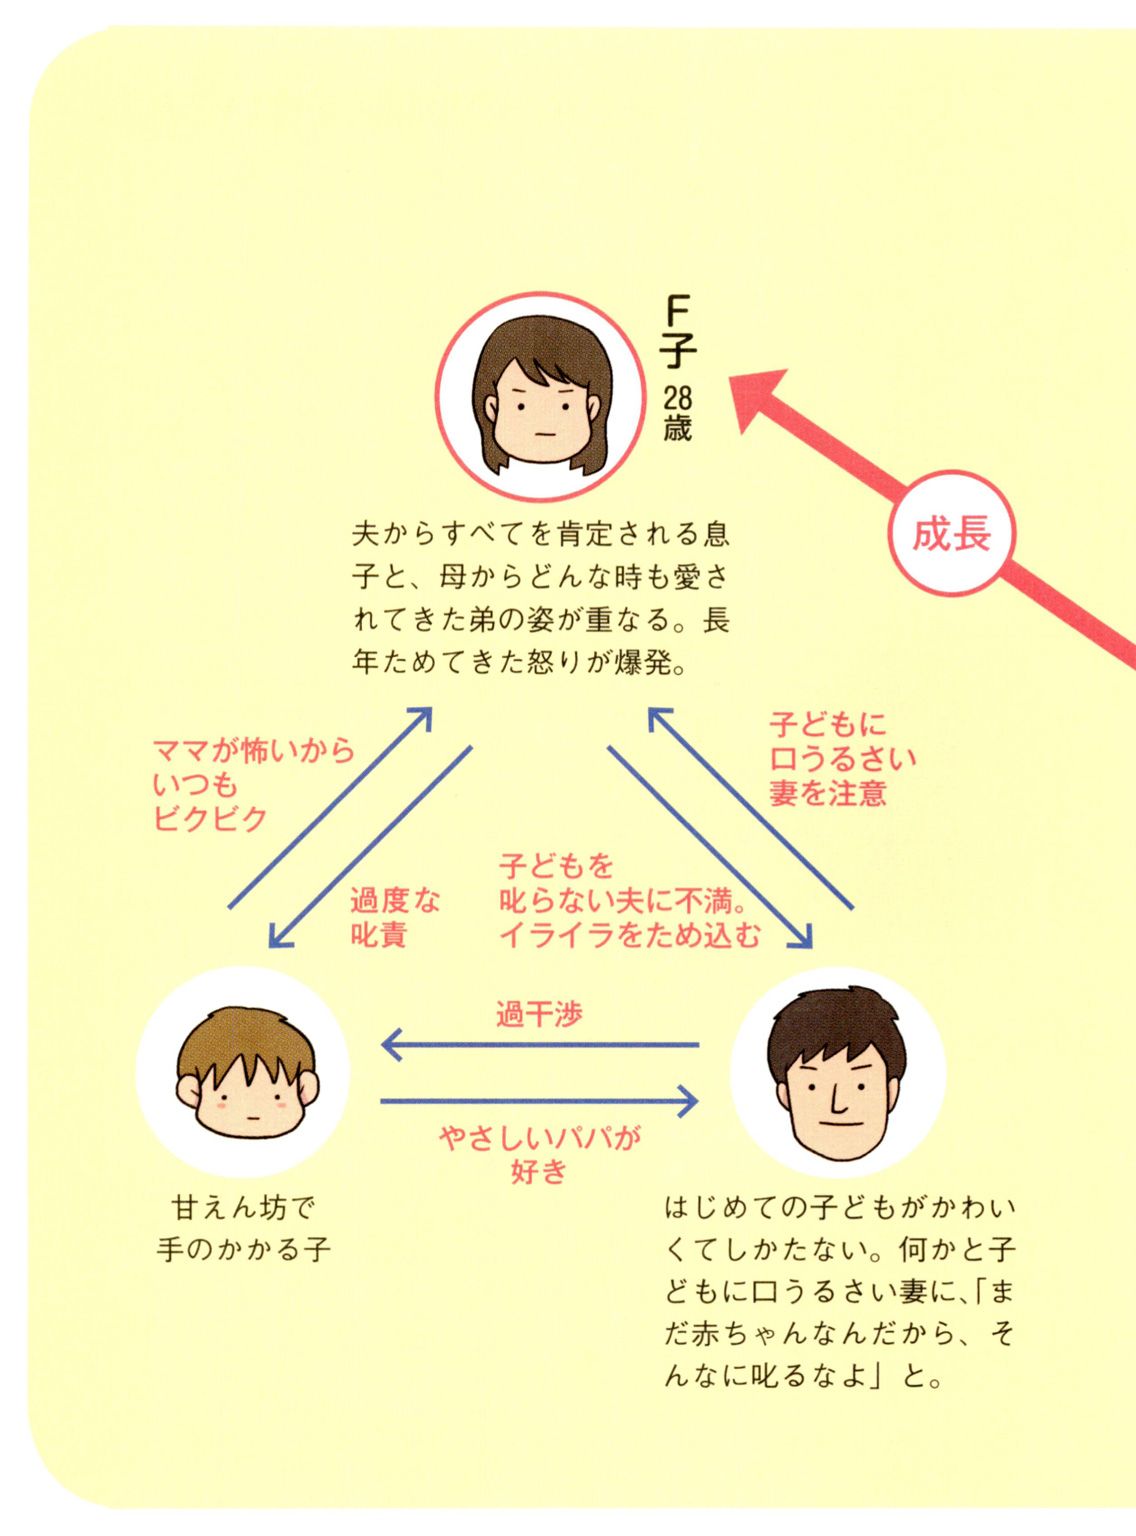 F子 28歳
成長
夫からすべてを肯定される息
子と、母からどんな時も愛さ
れてきた弟の姿が重なる。長
年ためてきた怒りが爆発。
ママが怖いから
いつも
ビクビク
子どもに
口うるさい
妻を注意
過度な
叱責
子どもを
叱らない夫に不満。
イライラをため込む
過干渉
やさしいパパが
好き
甘えん坊で
手のかかる子
はじめての子どもがかわい
くてしかたない。何かと子
どもに口うるさい妻に、「ま
だ赤ちゃんなんだから、そ
んなに叱るなよ」と。